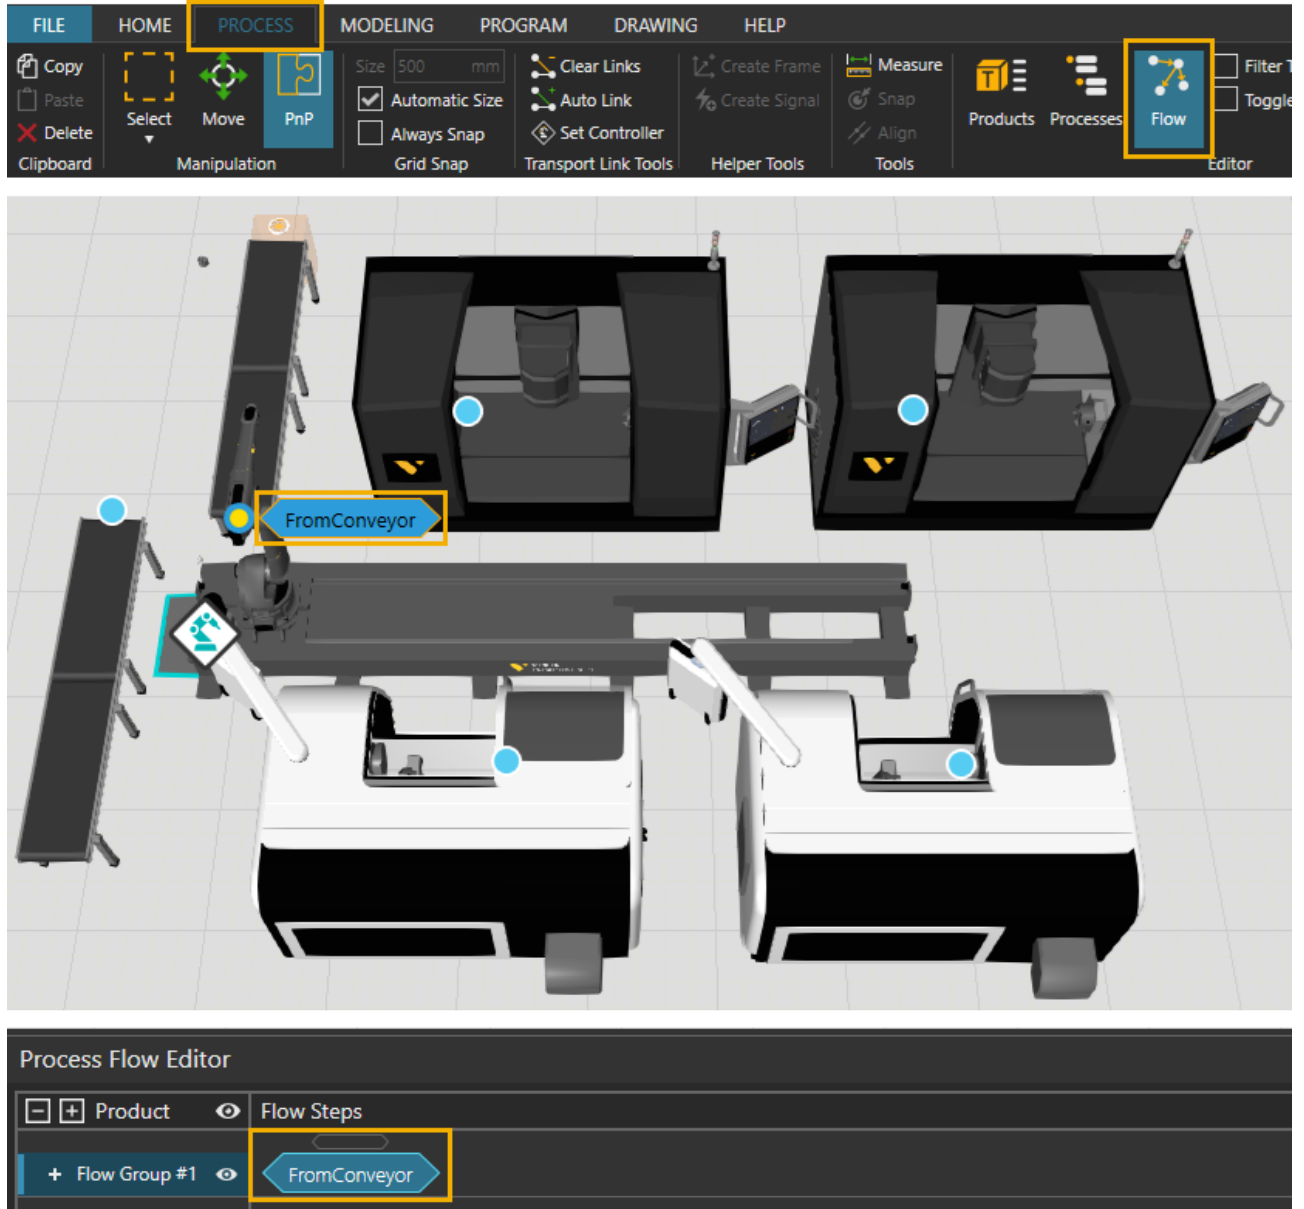 FILE HOME PROCESS MODELING PROGRAM DRAWING HELP
Copy Size 500 mm Clear Links Create Frame Measure Filter T
Paste Automatic Size Auto Link Create Signal Snap Toggle
Delete Select Move PnP Always Snap Set Controller Align Products Processes Flow
Clipboard Manipulation Grid Snap Transport Link Tools Helper Tools Tools Editor
FromConveyor
Process Flow Editor
Product Flow Steps
Flow Group #1 FromConveyor